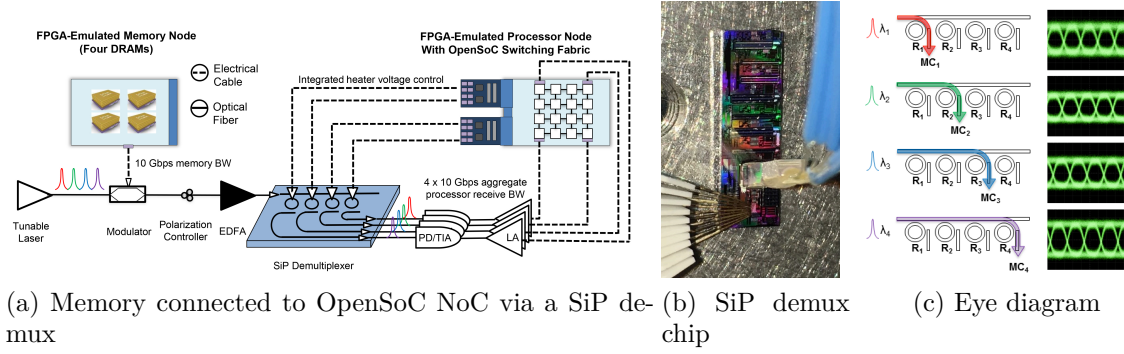 FPGA-Emulated Memory Node
(Four DRAMs)
Electrical
Cable
Optical
Fiber
FPGA-Emulated Processor Node
With OpenSoC Switching Fabric
Integrated heater voltage control
10 Gbps memory BW
4 x 10 Gbps aggregate
processor receive BW
Tunable
Laser
Modulator
Polarization
Controller
EDFA
SiP Demultiplexer
PD/TIA
LA
(a) Memory connected to OpenSoC NoC via a SiP de-
mux
(b) SiP demux
chip
λ1
R1 R2 R3 R4
MC1
λ2
R1 R2 R3 R4
MC2
λ3
R1 R2 R3 R4
MC3
λ4
R1 R2 R3 R4
MC4
(c) Eye diagram